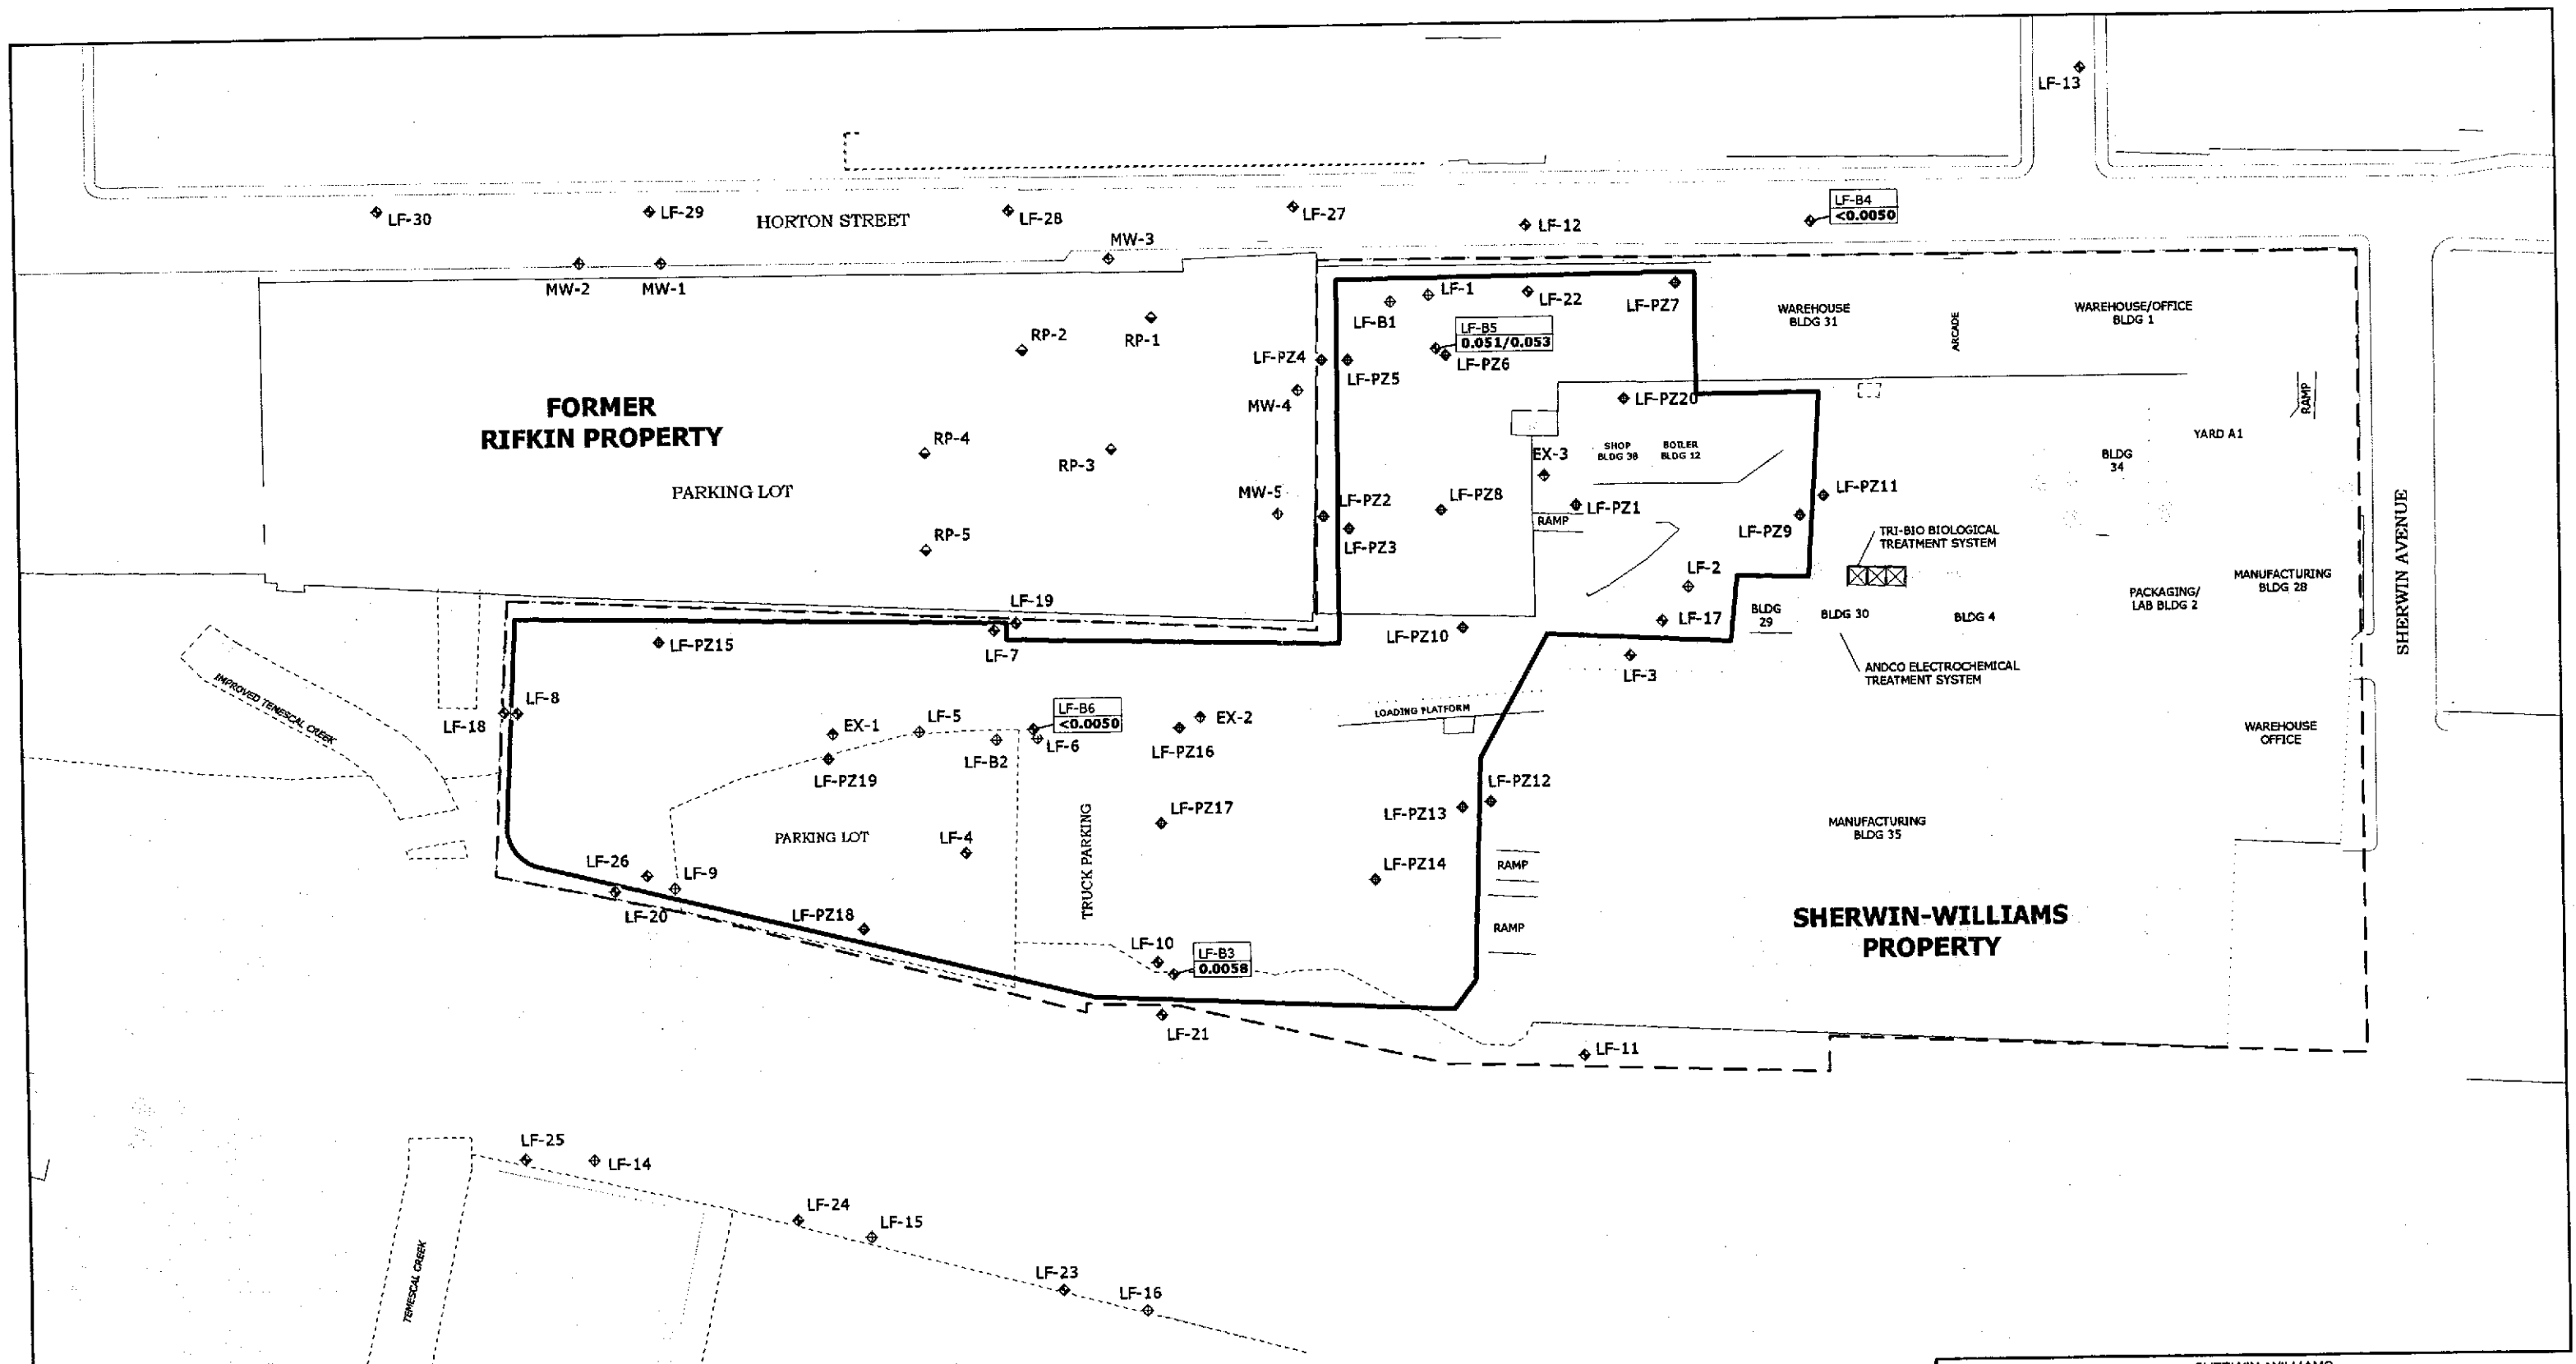 LF-13
LF-30
LF-29
HORTON STREET
LF-28
LF-27
LF-12
LF-B4
<0.0050
MW-3
MW-2
MW-1
LF-B1
LF-1
LF-22
LF-PZ7
WAREHOUSE
BLDG 31
ARCADE
WAREHOUSE/OFFICE
BLDG 1
RP-2
RP-1
LF-B5
0.051/0.053
LF-PZ4
LF-PZ5
LF-PZ6
MW-4
LF-PZ20
RAMP
FORMER
RIFKIN PROPERTY
RP-4
RP-3
EX-3
SHOP
BLDG 38
BOILER
BLDG 12
YARD A1
BLDG
34
PARKING LOT
MW-5
LF-PZ2
LF-PZ8
LF-PZ1
LF-PZ11
RAMP
LF-PZ9
LF-PZ3
RP-5
TRI-BIO BIOLOGICAL
TREATMENT SYSTEM
SHERWIN AVENUE
LF-2
MANUFACTURING
BLDG 28
PACKAGING/
LAB BLDG 2
LF-19
LF-17
BLDG
29
BLDG 30
BLDG 4
LF-PZ10
LF-PZ15
LF-7
LF-3
ANDCO ELECTROCHEMICAL
TREATMENT SYSTEM
IMPROVED TEMESCAL CREEK
LF-18
LF-8
EX-1
LF-5
LF-B6
<0.0050
LF-B2
LF-6
EX-2
LF-PZ16
LOADING PLATFORM
WAREHOUSE
OFFICE
LF-PZ19
LF-PZ12
LF-PZ17
LF-PZ13
MANUFACTURING
BLDG 35
PARKING LOT
LF-4
TRUCK PARKING
LF-26
LF-9
LF-PZ14
RAMP
LF-20
LF-PZ18
RAMP
SHERWIN-WILLIAMS
PROPERTY
LF-10
LF-B3
0.0058
LF-21
LF-11
LF-25
LF-14
LF-24
LF-15
TEMESCAL CREEK
LF-23
LF-16